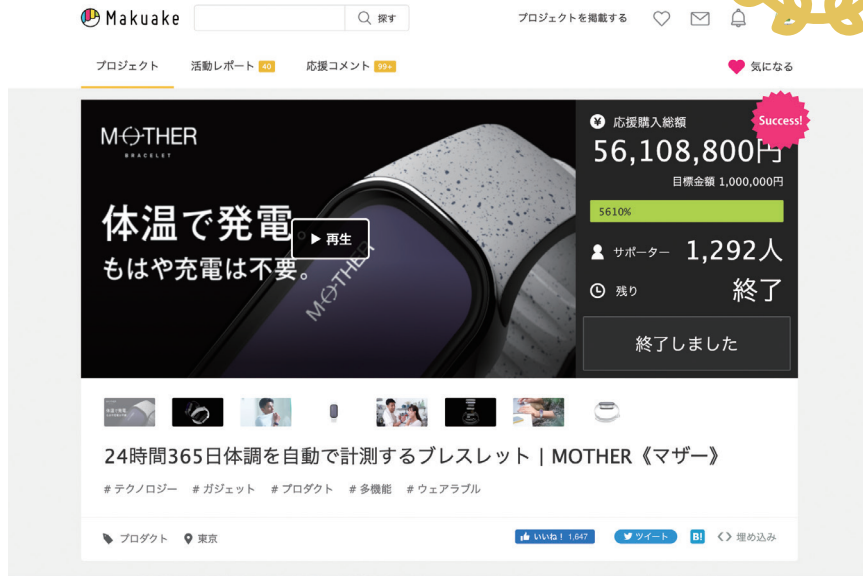 Makuake
探す
プロジェクトを掲載する
プロジェクト
活動レポート 40
応援コメント 99+
気になる
MOTHER
BRACELET
体温で発電
もはや充電は不要。
再生
MOTHER
応援購入総額
Success!
56,108,800円
目標金額 1,000,000円
5610%
サポーター 1,292人
残り 終了
終了しました
24時間365日体調を自動で計測するブレスレット | MOTHER《マザー》
#テクノロジー #ガジェット #プロダクト #多機能 #ウェアラブル
プロダクト 東京
いいね! 1,647
ツイート
B!
埋め込み